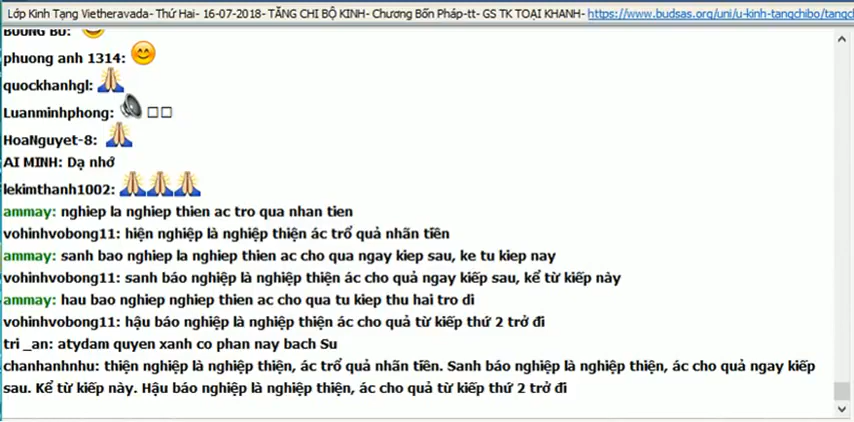 Lớp Kinh Tạng Vietheravada- Thứ Hai- 16-07-2018- TĂNG CHI BỘ KINH- Chương Bốn Pháp-tt- GS TK TOẠI KHANH- https://www.budsas.org/uni/u-kinh-tangchibo/tangc
BUONG BU:
phuong anh 1314:
quockhanhgl:
Luanminhphong:
HoaNguyet-8:
AI MINH: Dạ nhớ
lekimthanh1002:
ammay: nghiep la nghiep thien ac tro qua nhan tien
vohinhvobong11: hiện nghiệp là nghiệp thiện ác trổ quả nhãn tiền
ammay: sanh bao nghiep la nghiep thien ac cho qua ngay kiep sau, ke tu kiep nay
vohinhvobong11: sanh báo nghiệp là nghiệp thiện ác cho quả ngay kiếp sau, kể từ kiếp này
ammay: hau bao nghiep nghiep thien ac cho qua tu kiep thu hai tro di
vohinhvobong11: hậu báo nghiệp là nghiệp thiện ác cho quả từ kiếp thứ 2 trở đi
tri _an: atydam quyen xanh co phan nay bach Su
chanhanhnhu: thiện nghiệp là nghiệp thiện, ác trổ quả nhãn tiền. Sanh báo nghiệp là nghiệp thiện, ác cho quả ngay kiếp
sau. Kể từ kiếp này. Hậu báo nghiệp là nghiệp thiện, ác cho quả từ kiếp thứ 2 trở đi